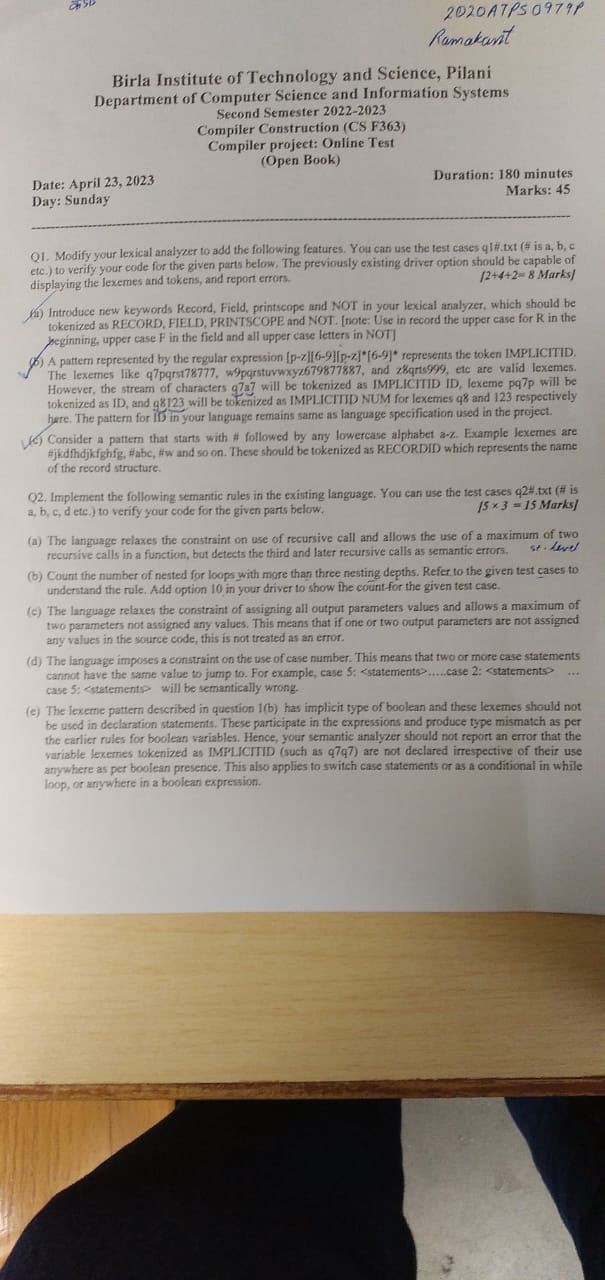 2020ATPS0979P
Ramakant
Birla Institute of Technology and Science, Pilani
Department of Computer Science and Information Systems
Second Semester 2022-2023
Compiler Construction (CS F363)
Compiler project: Online Test
(Open Book)
Date: April 23, 2023
Duration: 180 minutes
Day: Sunday
Marks: 45
Q1. Modify your lexical analyzer to add the following features. You can use the test cases q1#.txt (# is a, b, c
etc.) to verify your code for the given parts below. The previously existing driver option should be capable of
displaying the lexemes and tokens, and report errors. [2+4+2= 8 Marks]
(a) Introduce new keywords Record, Field, printscope and NOT in your lexical analyzer, which should be
tokenized as RECORD, FIELD, PRINTSCOPE and NOT. [note: Use in record the upper case for R in the
beginning, upper case F in the field and all upper case letters in NOT]
(b) A pattern represented by the regular expression [p-z][6-9][p-z]*[6-9]* represents the token IMPLICITID.
The lexemes like q7pqrst78777, w9pqrstuvwxyz679877887, and z8qrts999, etc are valid lexemes.
However, the stream of characters q7a7 will be tokenized as IMPLICITID ID, lexeme pq7p will be
tokenized as ID, and q8123 will be tokenized as IMPLICITID NUM for lexemes q8 and 123 respectively
here. The pattern for ID in your language remains same as language specification used in the project.
(c) Consider a pattern that starts with # followed by any lowercase alphabet a-z. Example lexemes are
#jkdfhdjkfghfg, #abc, #w and so on. These should be tokenized as RECORDID which represents the name
of the record structure.
Q2. Implement the following semantic rules in the existing language. You can use the test cases q2#.txt (# is
a, b, c, d etc.) to verify your code for the given parts below. [5 × 3 = 15 Marks]
(a) The language relaxes the constraint on use of recursive call and allows the use of a maximum of two
recursive calls in a function, but detects the third and later recursive calls as semantic errors. level
(b) Count the number of nested for loops with more than three nesting depths. Refer to the given test cases to
understand the rule. Add option 10 in your driver to show the count for the given test case.
(c) The language relaxes the constraint of assigning all output parameters values and allows a maximum of
two parameters not assigned any values. This means that if one or two output parameters are not assigned
any values in the source code, this is not treated as an error.
(d) The language imposes a constraint on the use of case number. This means that two or more case statements
cannot have the same value to jump to. For example, case 5: <statements>.....case 2: <statements> ...
case 5: <statements> will be semantically wrong.
(e) The lexeme pattern described in question 1(b) has implicit type of boolean and these lexemes should not
be used in declaration statements. These participate in the expressions and produce type mismatch as per
the earlier rules for boolean variables. Hence, your semantic analyzer should not report an error that the
variable lexemes tokenized as IMPLICITID (such as q7q7) are not declared irrespective of their use
anywhere as per boolean presence. This also applies to switch case statements or as a conditional in while
loop, or anywhere in a boolean expression.